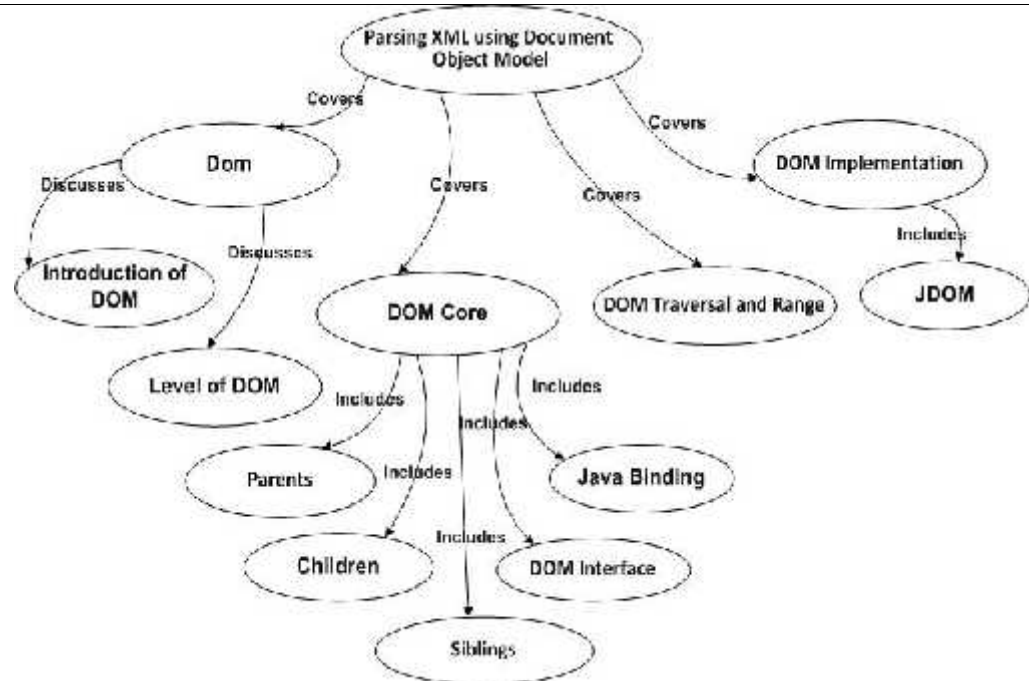 Parsing XML using Document
Object Model
Covers
Covers
Dom
DOM Implementation
Discusses
Covers
Covers
Includes
Discusses
Introduction of
DOM
DOM Core
DOM Traversal and Range
JDOM
Level of DOM
Includes
Includes
Includes
Parents
Includes
Java Binding
Includes
Children
DOM Interface
Siblings